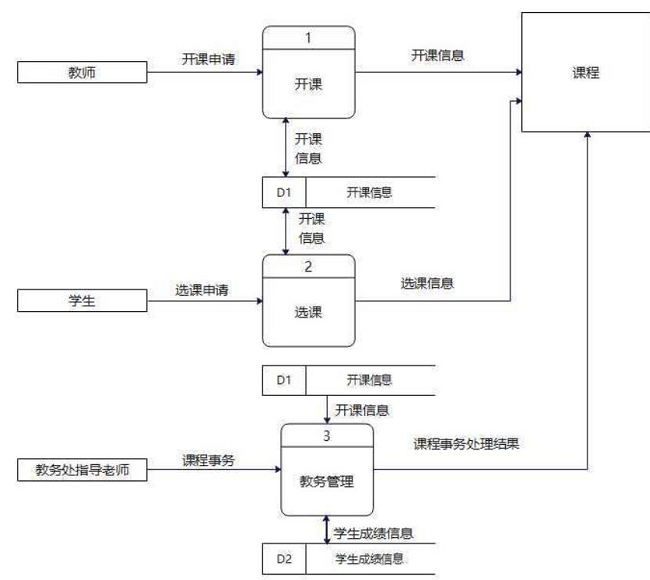 1
开课申请
开课信息
教师
开课
课程
开课
信息
D1 开课信息
开课
信息
2
选课申请
选课信息
学生
选课
D1 开课信息
开课信息
3
课程事务
课程事务处理结果
教务处指导老师
教务管理
学生成绩信息
D2 学生成绩信息